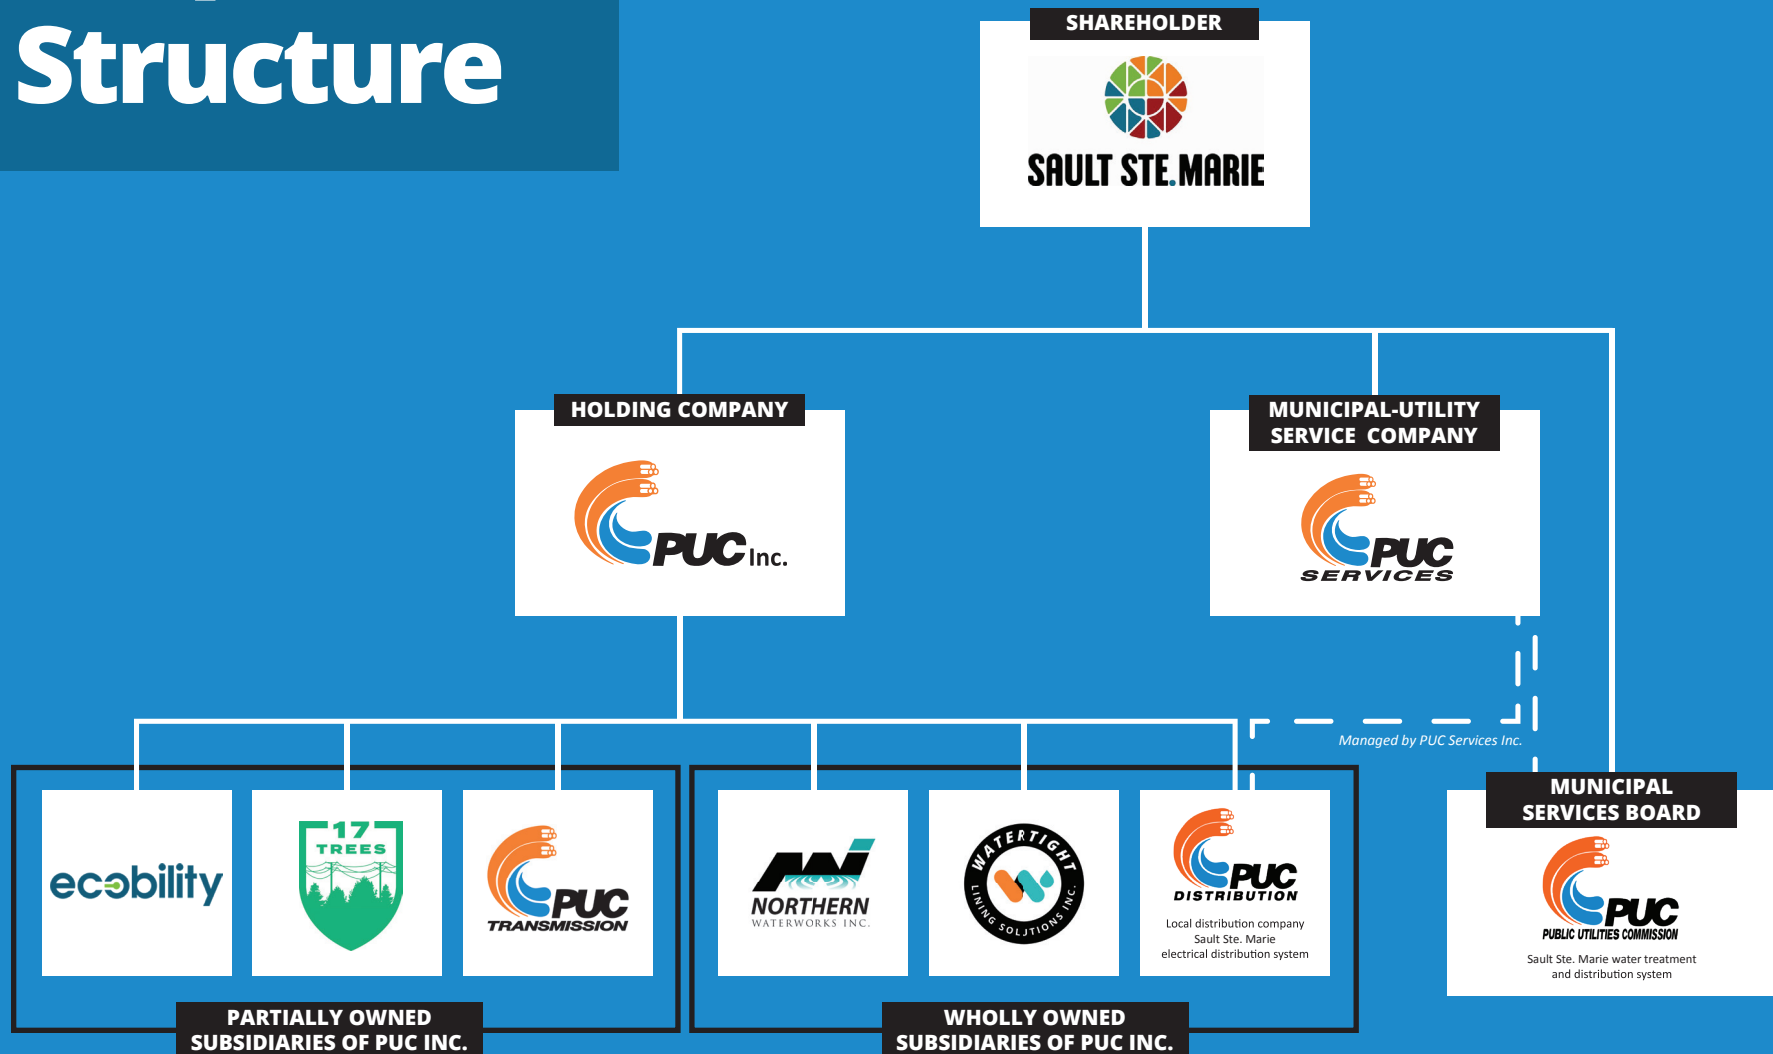 Structure
SHAREHOLDER
SAULT STE.MARIE
HOLDING COMPANY
PUC Inc.
MUNICIPAL-UTILITY
SERVICE COMPANY
PUC
SERVICES
Managed by PUC Services Inc.
ecobility
17
TREES
PUC
TRANSMISSION
NORTHERN
WATERWORKS INC.
WATERTIGHT
LINING SOLJTIONS INC.
PUC
DISTRIBUTION
Local distribution company
Sault Ste. Marie
electrical distribution system
MUNICIPAL
SERVICES BOARD
PUC
PUBLIC UTILITIES COMMISSION
Sault Ste. Marie water treatment
and distribution system
PARTIALLY OWNED
SUBSIDIARIES OF PUC INC.
WHOLLY OWNED
SUBSIDIARIES OF PUC INC.